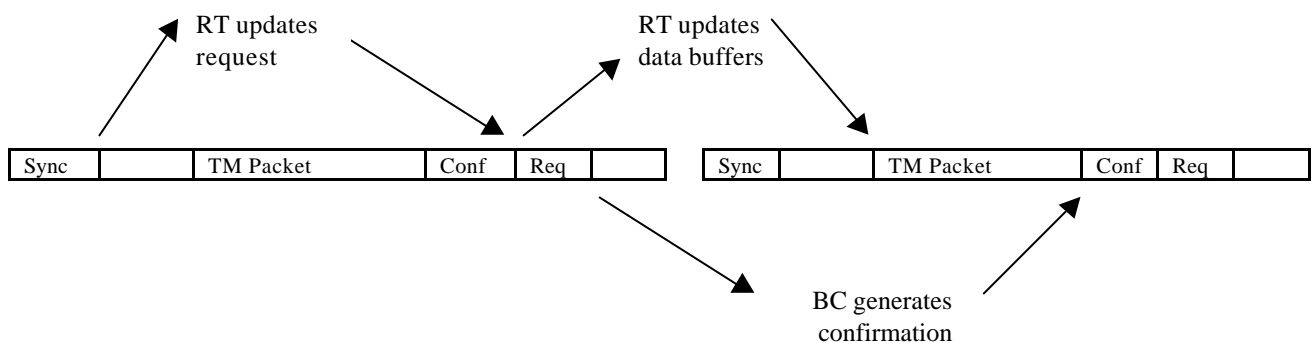 RT updates
request
RT updates
data buffers
Sync TM Packet Conf Req Sync TM Packet Conf Req
BC generates
confirmation